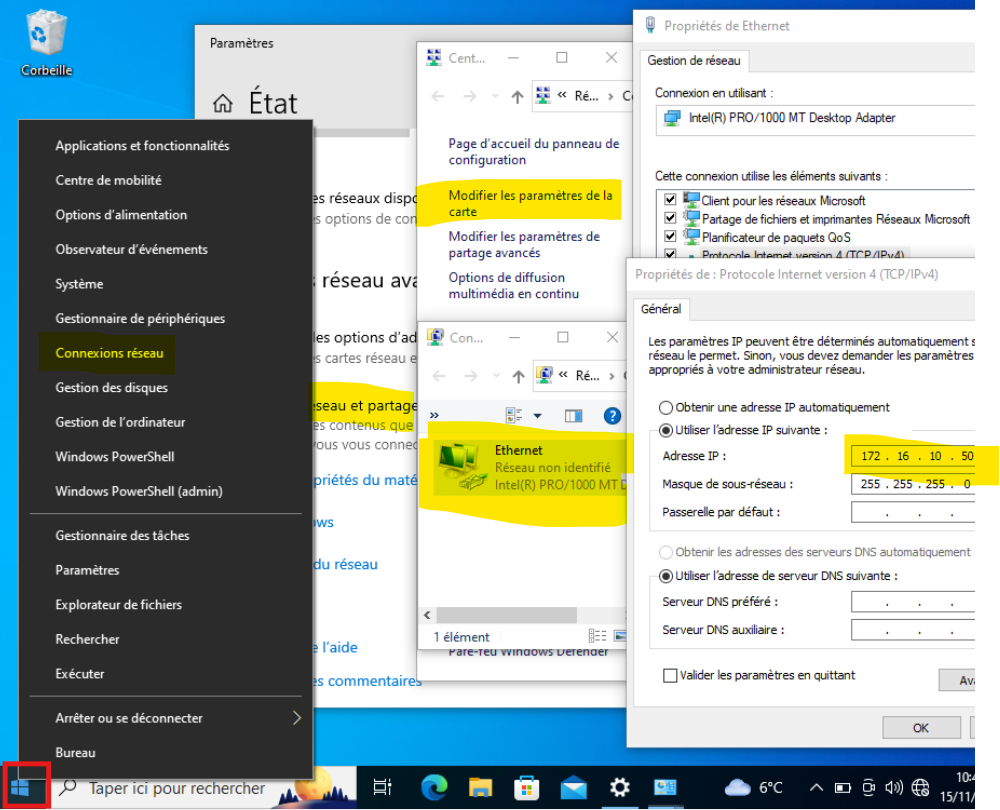 Corbeille
Paramètres
État
es réseaux dispo
s options de con
réseau ava
les options d'ad
s cartes réseau e
seau et partage
es contenus que
vous vous connec
priétés du maté
ows
du réseau
e l'aide
es commentaires
Applications et fonctionnalités
Centre de mobilité
Options d'alimentation
Observateur d'événements
Système
Gestionnaire de périphériques
Connexions réseau
Gestion des disques
Gestion de l'ordinateur
Windows PowerShell
Windows PowerShell (admin)
Gestionnaire des tâches
Paramètres
Explorateur de fichiers
Rechercher
Exécuter
Arrêter ou se déconnecter
Bureau
Cent...
« Ré... › Co
Page d'accueil du panneau de
configuration
Modifier les paramètres de la
carte
Modifier les paramètres de
partage avancés
Options de diffusion
multimédia en continu
Con...
« Ré... ›
»
Ethernet
Réseau non identifié
Intel(R) PRO/1000 MT D
1 élément
Pare-feu Windows Defender
Propriétés de Ethernet
Gestion de réseau
Connexion en utilisant :
Intel(R) PRO/1000 MT Desktop Adapter
Cette connexion utilise les éléments suivants :
Client pour les réseaux Microsoft
Partage de fichiers et imprimantes Réseaux Microsoft
Planificateur de paquets QoS
Protocole Internet version 4 (TCP/IPv4)
Propriétés de : Protocole Internet version 4 (TCP/IPv4)
Général
Les paramètres IP peuvent être déterminés automatiquement s
réseau le permet. Sinon, vous devez demander les paramètres
appropriés à votre administrateur réseau.
Obtenir une adresse IP automatiquement
Utiliser l'adresse IP suivante :
Adresse IP : 172 . 16 . 10 . 50
Masque de sous-réseau : 255 . 255 . 255 . 0
Passerelle par défaut : . . .
Obtenir les adresses des serveurs DNS automatiquement
Utiliser l'adresse de serveur DNS suivante :
Serveur DNS préféré : . . .
Serveur DNS auxiliaire : . . .
Valider les paramètres en quittant
Ava
OK
Taper ici pour rechercher
6°C
10:4
15/11/